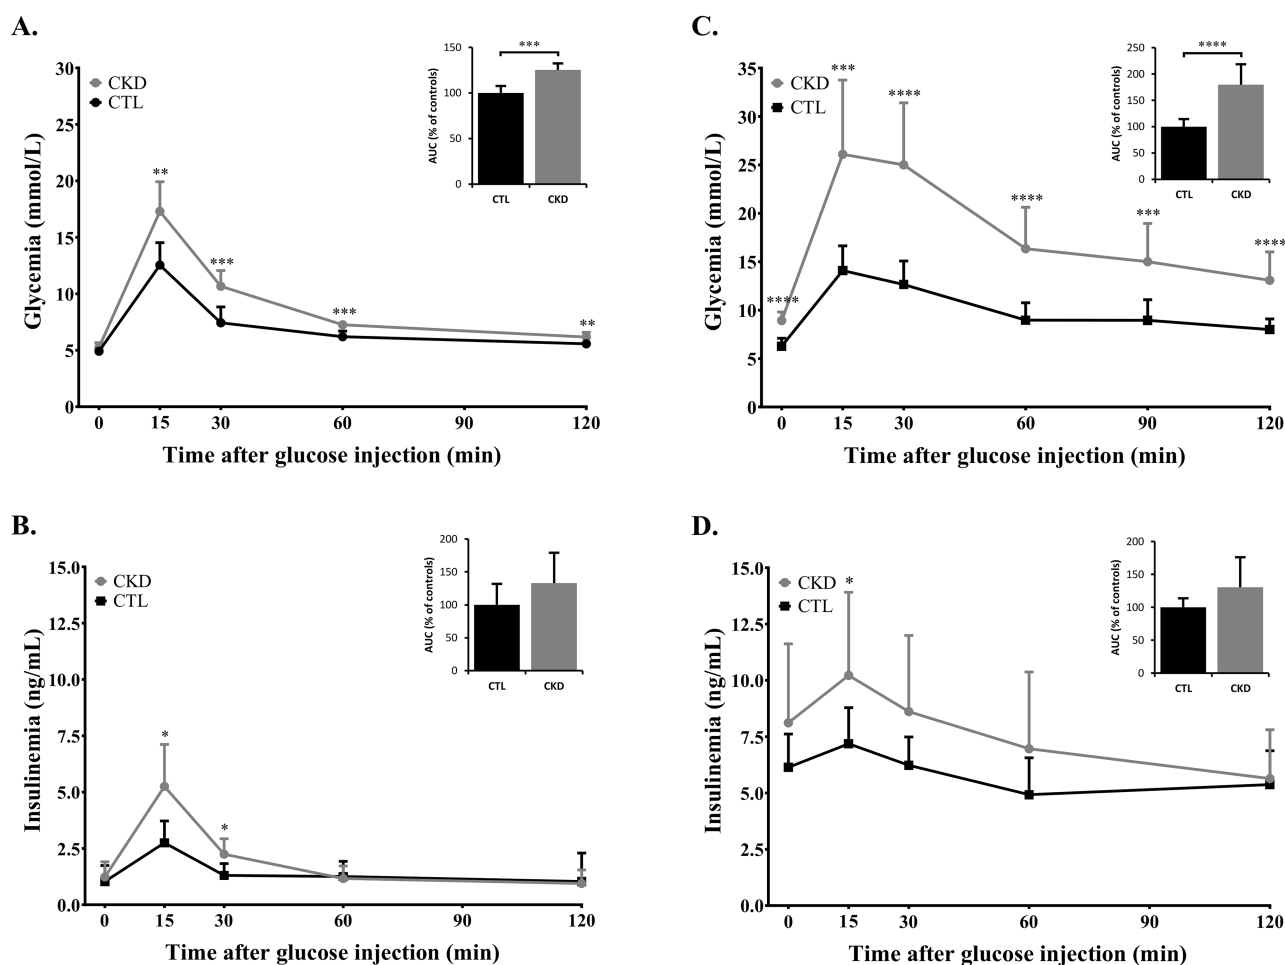 A.
Glycemia (mmol/L)
30
25
20
15
10
5
0
CKD
CTL
**
***
***
**
0 15 30 60 90 120
Time after glucose injection (min)
AUC (% of controls)
150
100
50
0
***
CTL CKD
C.
Glycemia (mmol/L)
35
30
25
20
15
10
5
0
CKD
CTL
****
***
****
****
***
****
0 15 30 60 90 120
Time after glucose injection (min)
AUC (% of controls)
250
200
150
100
50
0
****
CTL CKD
B.
Insulinemia (ng/mL)
15.0
12.5
10.0
7.5
5.0
2.5
0.0
CKD
CTL
*
*
0 15 30 60 90 120
Time after glucose injection (min)
AUC (% of controls)
200
150
100
50
0
CTL CKD
D.
Insulinemia (ng/mL)
15.0
12.5
10.0
7.5
5.0
2.5
0.0
CKD
CTL
*
0 15 30 60 90 120
Time after glucose injection (min)
AUC (% of controls)
200
150
100
50
0
CTL CKD